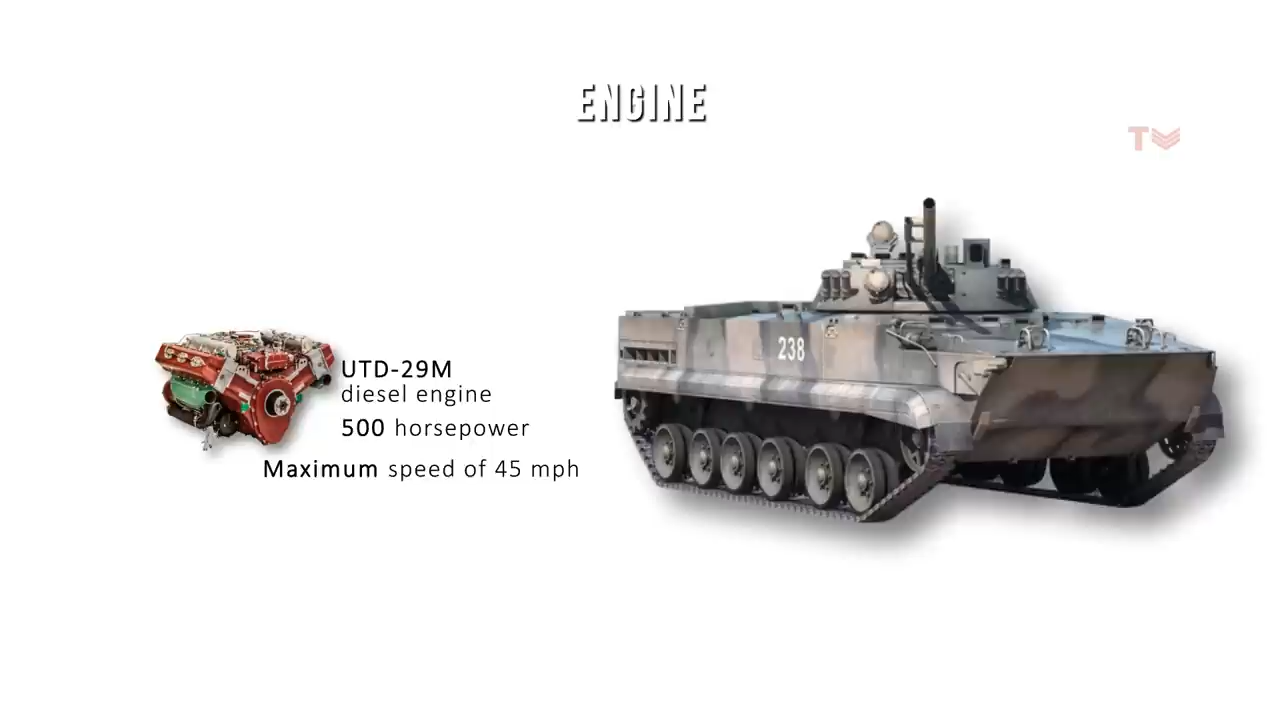 ENGINE
T
UTD-29M
diesel engine
500 horsepower
Maximum speed of 45 mph
238